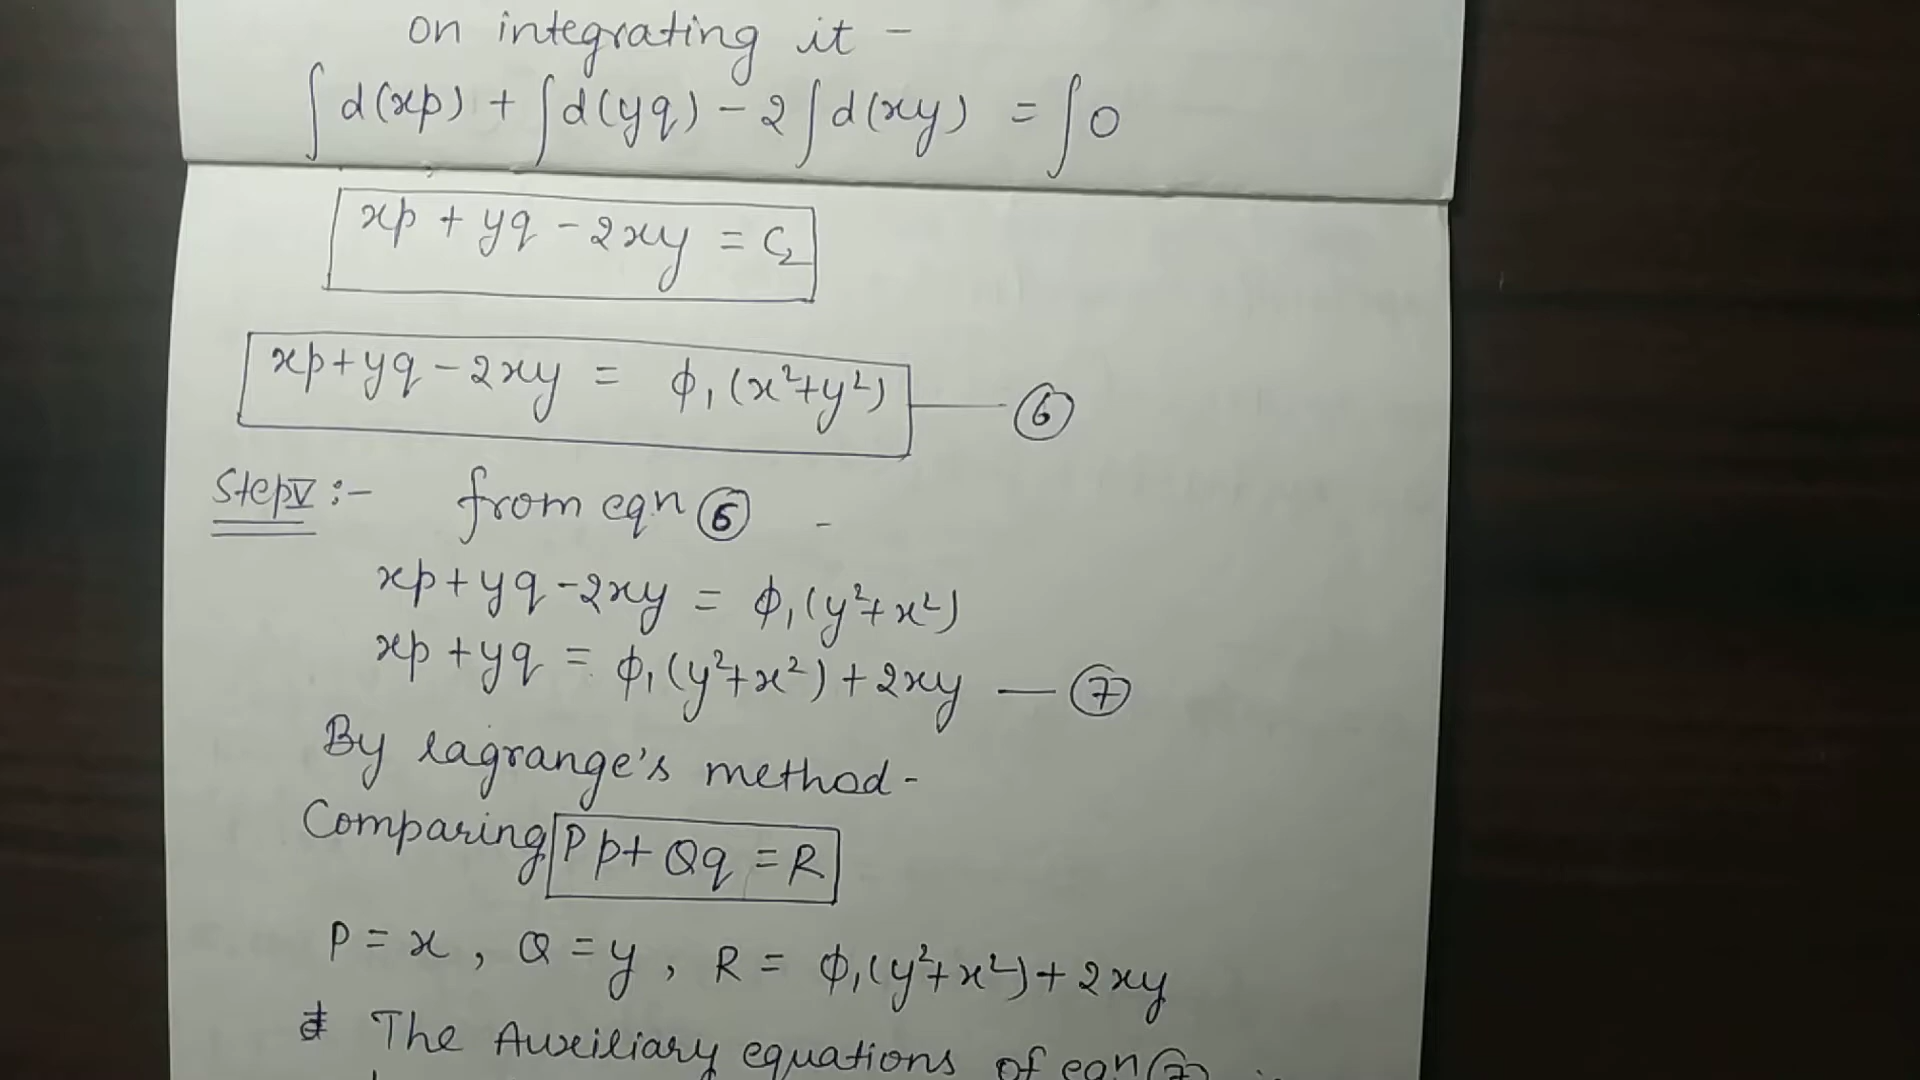 on integrating it -
∫d(xp) + ∫d(yq) - 2∫d(xy) = ∫0
xp + yq - 2xy = C₂
xp+yq - 2xy = ϕ₁(x²+y²) — ⑥
Step V :- from eqn ⑥ -
xp+yq-2xy = ϕ₁(y²+x²)
xp+yq = ϕ₁(y²+x²)+2xy — ⑦
By lagrange's method-
Comparing Pp+ Qq = R
P = x, Q = y, R = ϕ₁(y²+x²)+2xy
The Auxiliary equations of eqn ⑦